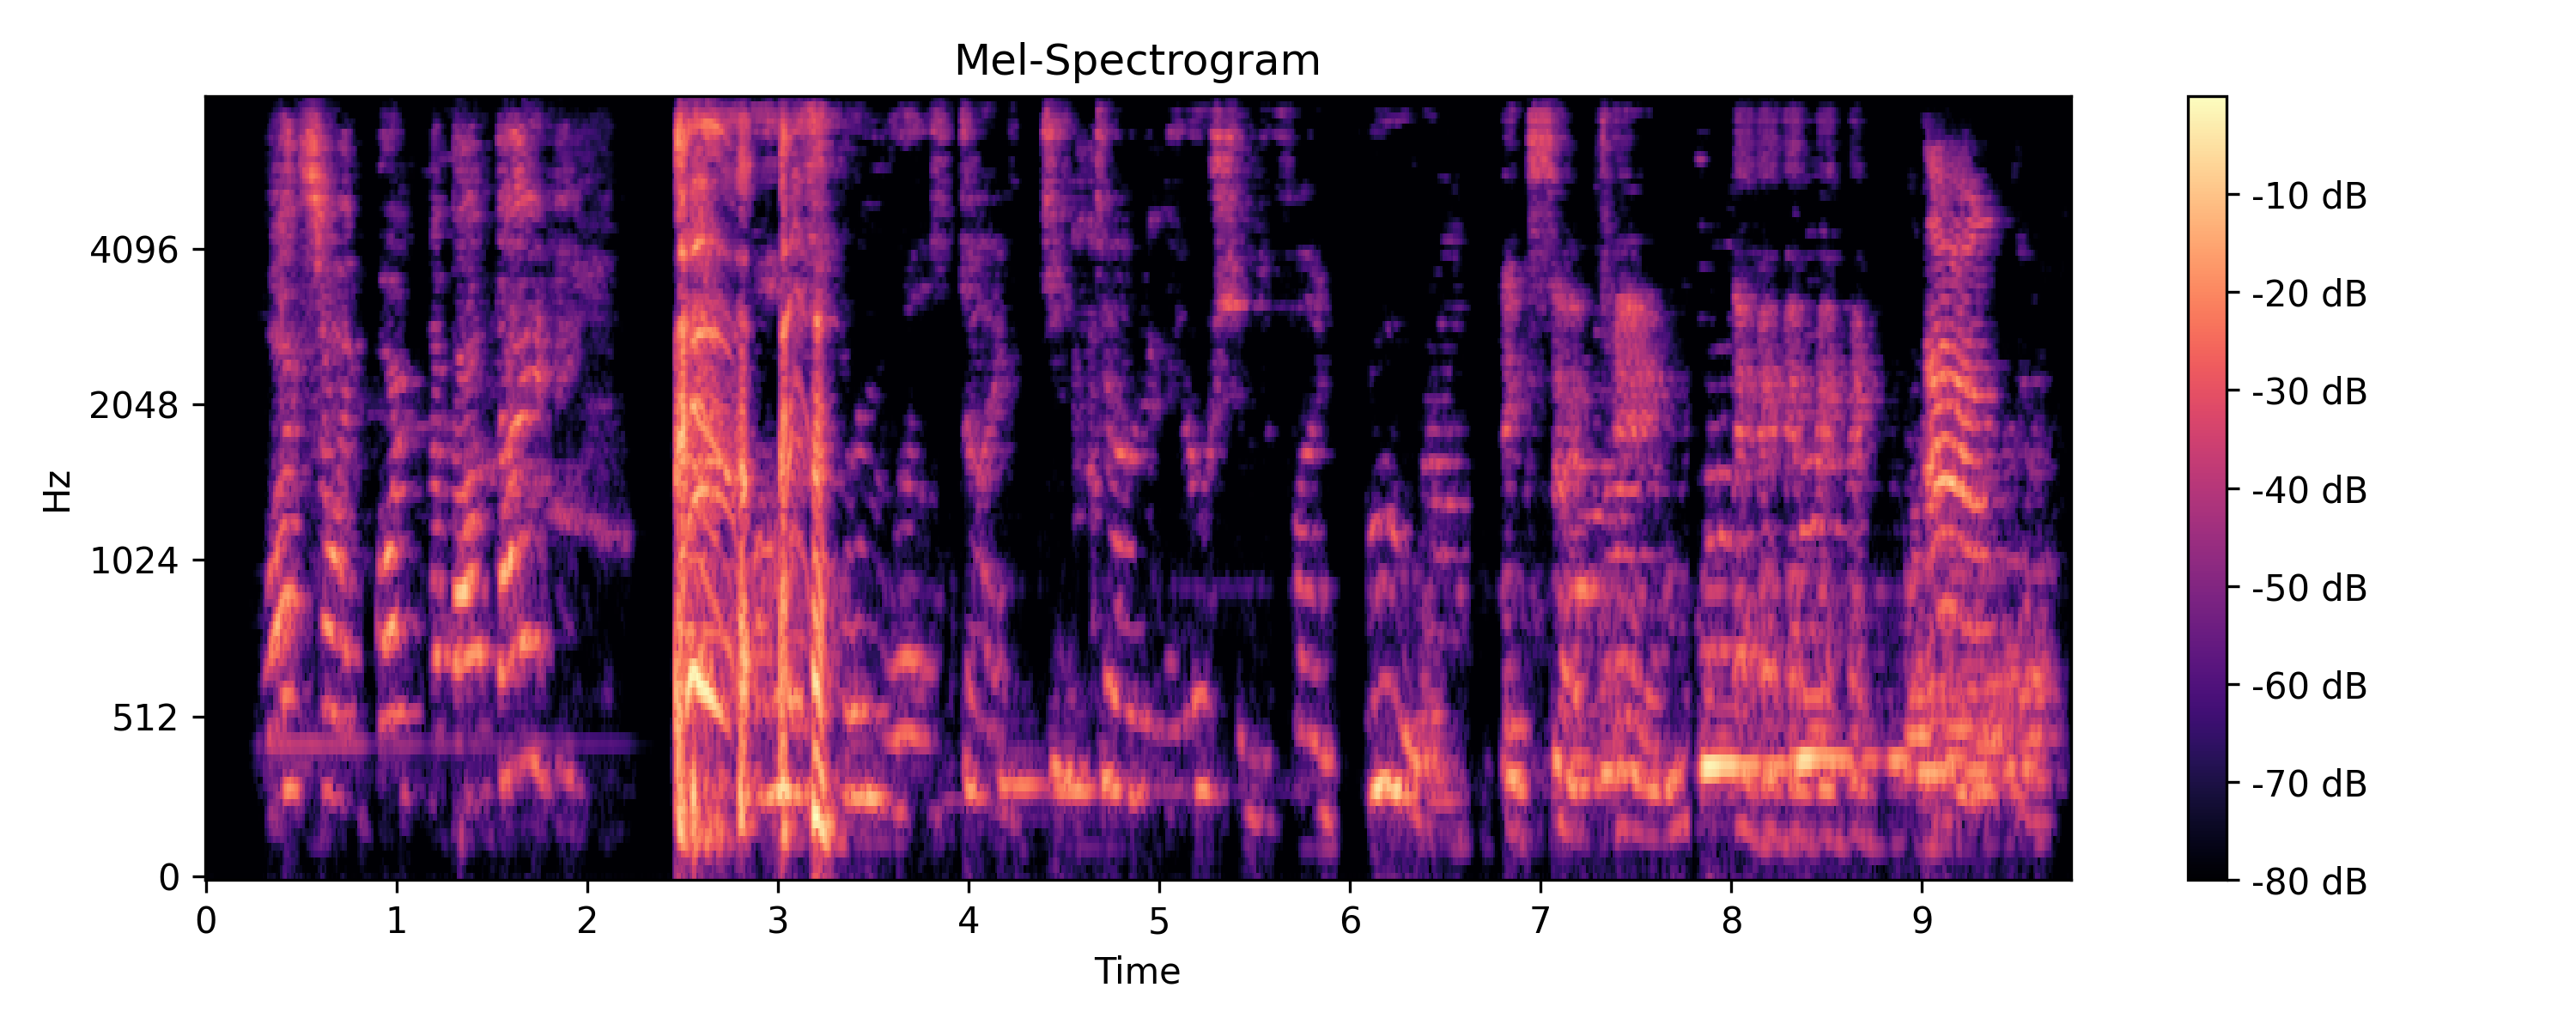 Mel-Spectrogram
Hz
4096
2048
1024
512
0
0 1 2 3 4 5 6 7 8 9
Time
-10 dB
-20 dB
-30 dB
-40 dB
-50 dB
-60 dB
-70 dB
-80 dB